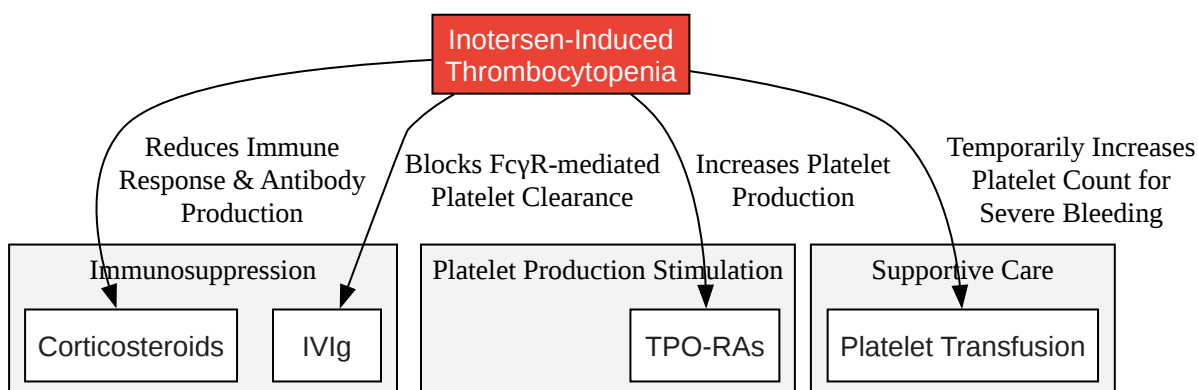 Inotersen-Induced
Thrombocytopenia
Reduces Immune
Response & Antibody
Production
Blocks FcγR-mediated
Platelet Clearance
Increases Platelet
Production
Temporarily Increases
Platelet Count for
Severe Bleeding
Immunosuppression
Platelet Production Stimulation
Supportive Care
Corticosteroids
IVIg
TPO-RAs
Platelet Transfusion